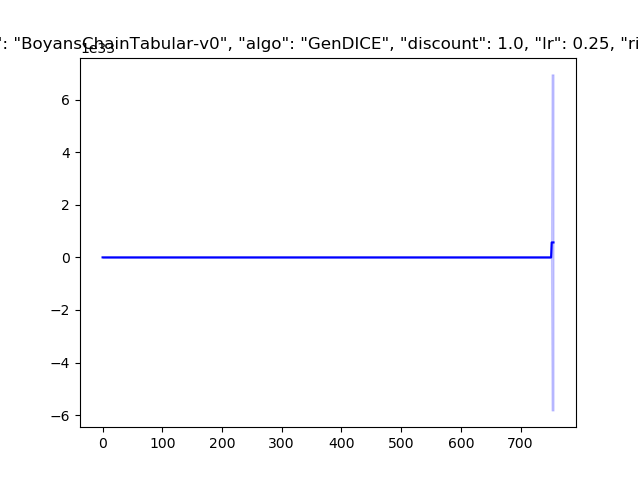 ": "BoyansChainTabular-v0", "algo": "GenDICE", "discount": 1.0, "lr": 0.25, "ri
1e33
6
4
2
0
−2
−4
−6
0 100 200 300 400 500 600 700